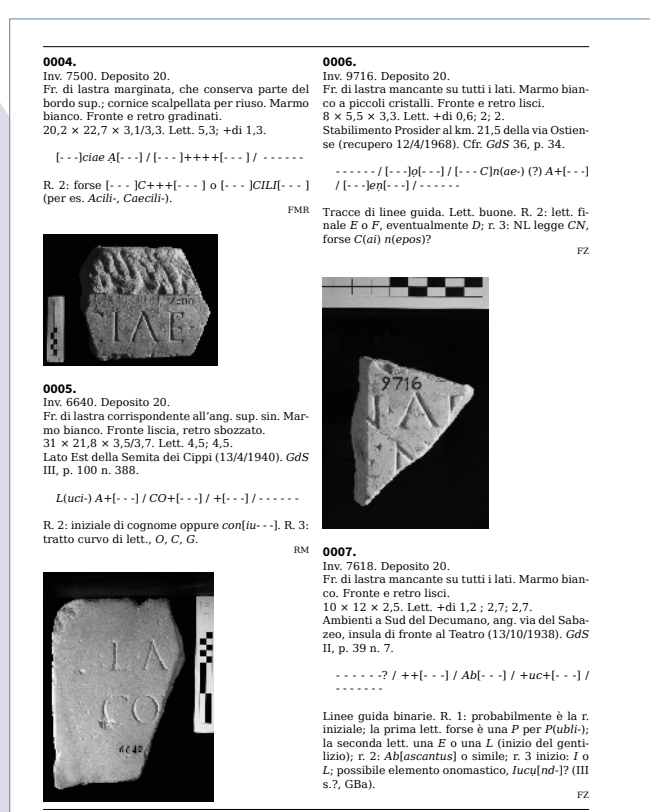 0004.
Inv. 7500. Deposito 20.
Fr. di lastra marginata, che conserva parte del
bordo sup.; cornice scalpellata per riuso. Marmo
bianco. Fronte e retro gradinati.
20,2 × 22,7 × 3,1/3,3. Lett. 5,3; +di 1,3.
[- - -]ciae Ạ[- - -] / [- - - ]++++[- - - ] / - - - - - -
R. 2: forse [- - - ]C+++[- - - ] o [- - - ]CILI[- - - ]
(per es. Acili-, Caecili-).
FMR
IAE
0005.
Inv. 6640. Deposito 20.
Fr. di lastra corrispondente all'ang. sup. sin. Mar-
mo bianco. Fronte liscia, retro sbozzato.
31 × 21,8 × 3,5/3,7. Lett. 4,5; 4,5.
Lato Est della Semita dei Cippi (13/4/1940). GdS
III, p. 100 n. 388.
L(uci-) A+[- - -] / CO+[- - -] / +[- - -] / - - - - - -
R. 2: iniziale di cognome oppure con[iu- - -]. R. 3:
tratto curvo di lett., O, C, G.
RM
L A
CO
6640
0006.
Inv. 9716. Deposito 20.
Fr. di lastra mancante su tutti i lati. Marmo bian-
co a piccoli cristalli. Fronte e retro lisci.
8 × 5,5 × 3,3. Lett. +di 0,6; 2; 2.
Stabilimento Prosider al km. 21,5 della via Ostien-
se (recupero 12/4/1968). Cfr. GdS 36, p. 34.
- - - - - - / [- - -]ọ[- - -] / [- - - C]n(ae-) (?) A+[- - -]
/ [- - -]eṇ[- - -] / - - - - - -
Tracce di linee guida. Lett. buone. R. 2: lett. fi-
nale E o F, eventualmente D; r. 3: NL legge CN,
forse C(ai) n(epos)?
FZ
9716
0007.
Inv. 7618. Deposito 20.
Fr. di lastra mancante su tutti i lati. Marmo bian-
co. Fronte e retro lisci.
10 × 12 × 2,5. Lett. +di 1,2 ; 2,7; 2,7.
Ambienti a Sud del Decumano, ang. via del Saba-
zeo, insula di fronte al Teatro (13/10/1938). GdS
II, p. 39 n. 7.
- - - - - -? / ++[- - -] / Ab[- - -] / +uc+[- - -] /
- - - - - - -
Linee guida binarie. R. 1: probabilmente è la r.
iniziale; la prima lett. forse è una P per P(ubli-);
la seconda lett. una E o una L (inizio del genti-
lizio); r. 2: Ab[ascantus] o simile; r. 3 inizio: I o
L; possibile elemento onomastico, Iucụ[nd-]? (III
s.?, GBa).
FZ